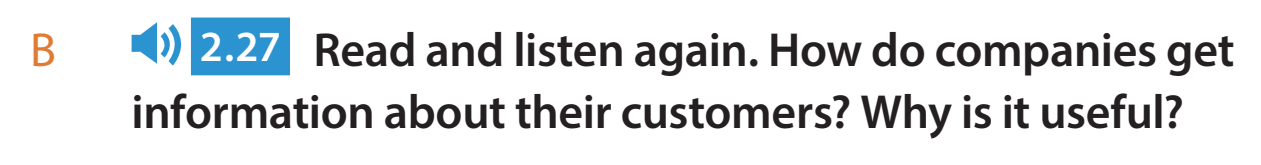 B 2.27 Read and listen again. How do companies get
information about their customers? Why is it useful?